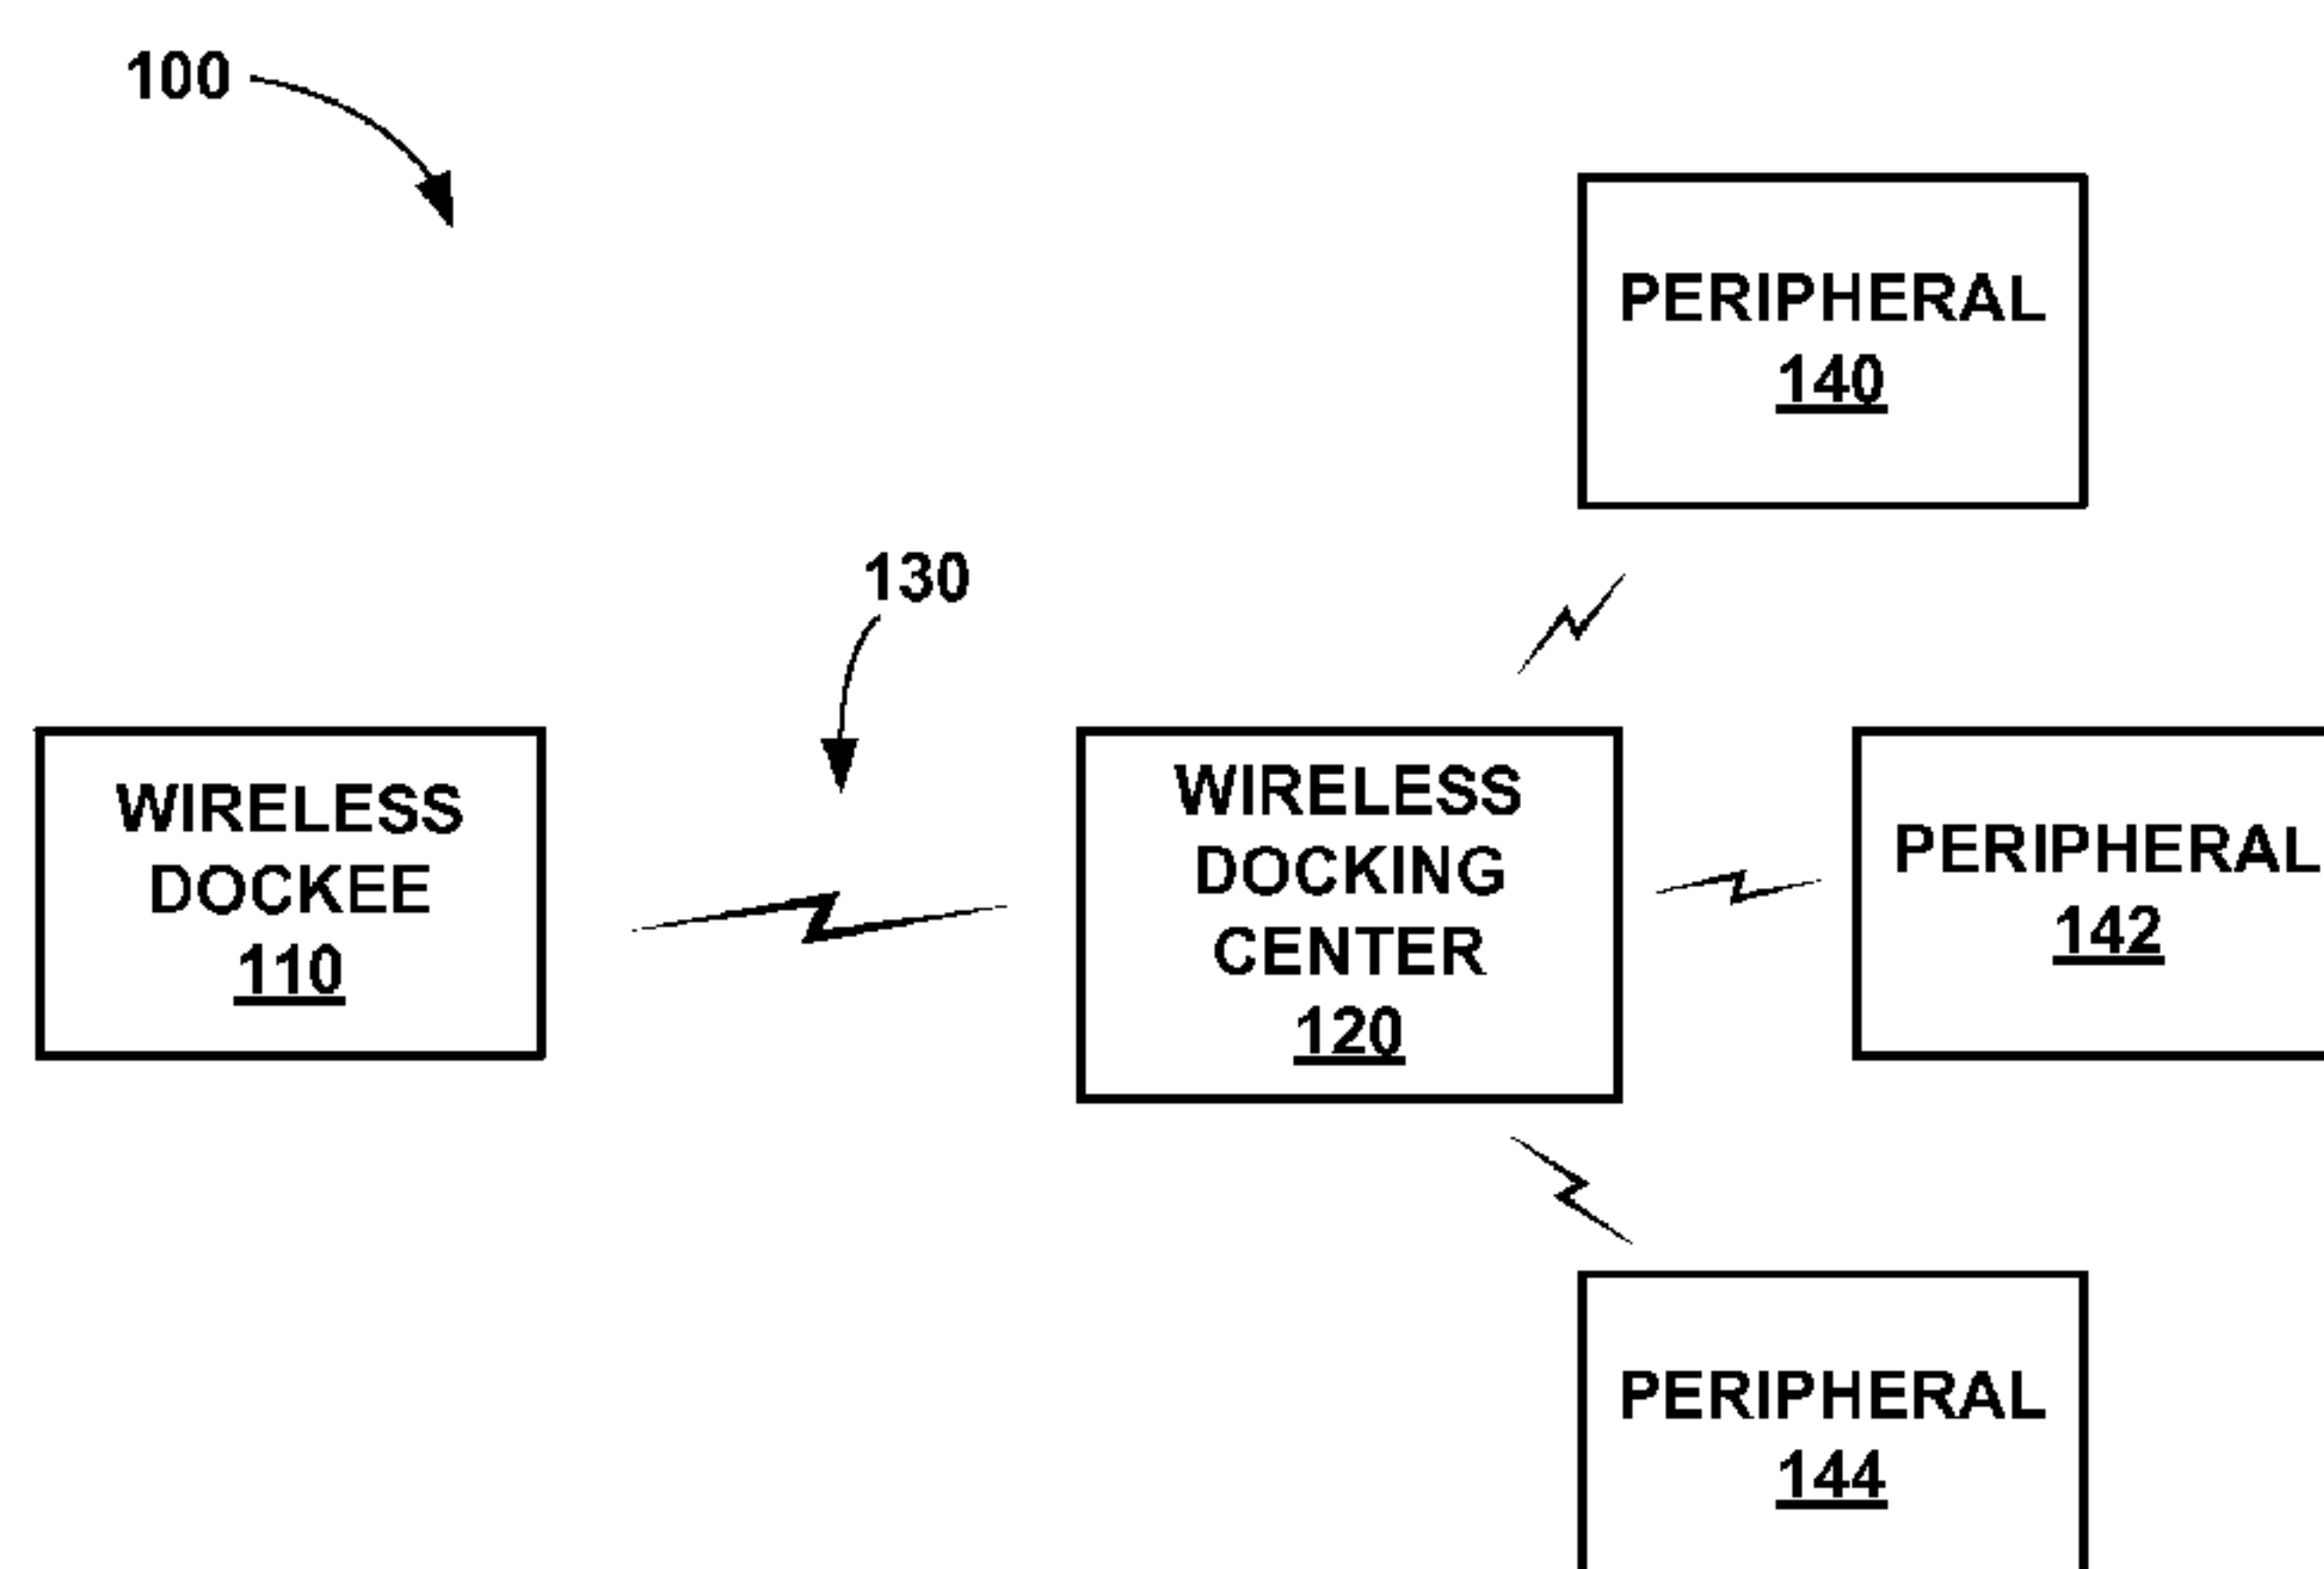 100
PERIPHERAL
140
130
WIRELESS
DOCKEE
110
WIRELESS
DOCKING
CENTER
120
PERIPHERAL
142
PERIPHERAL
144